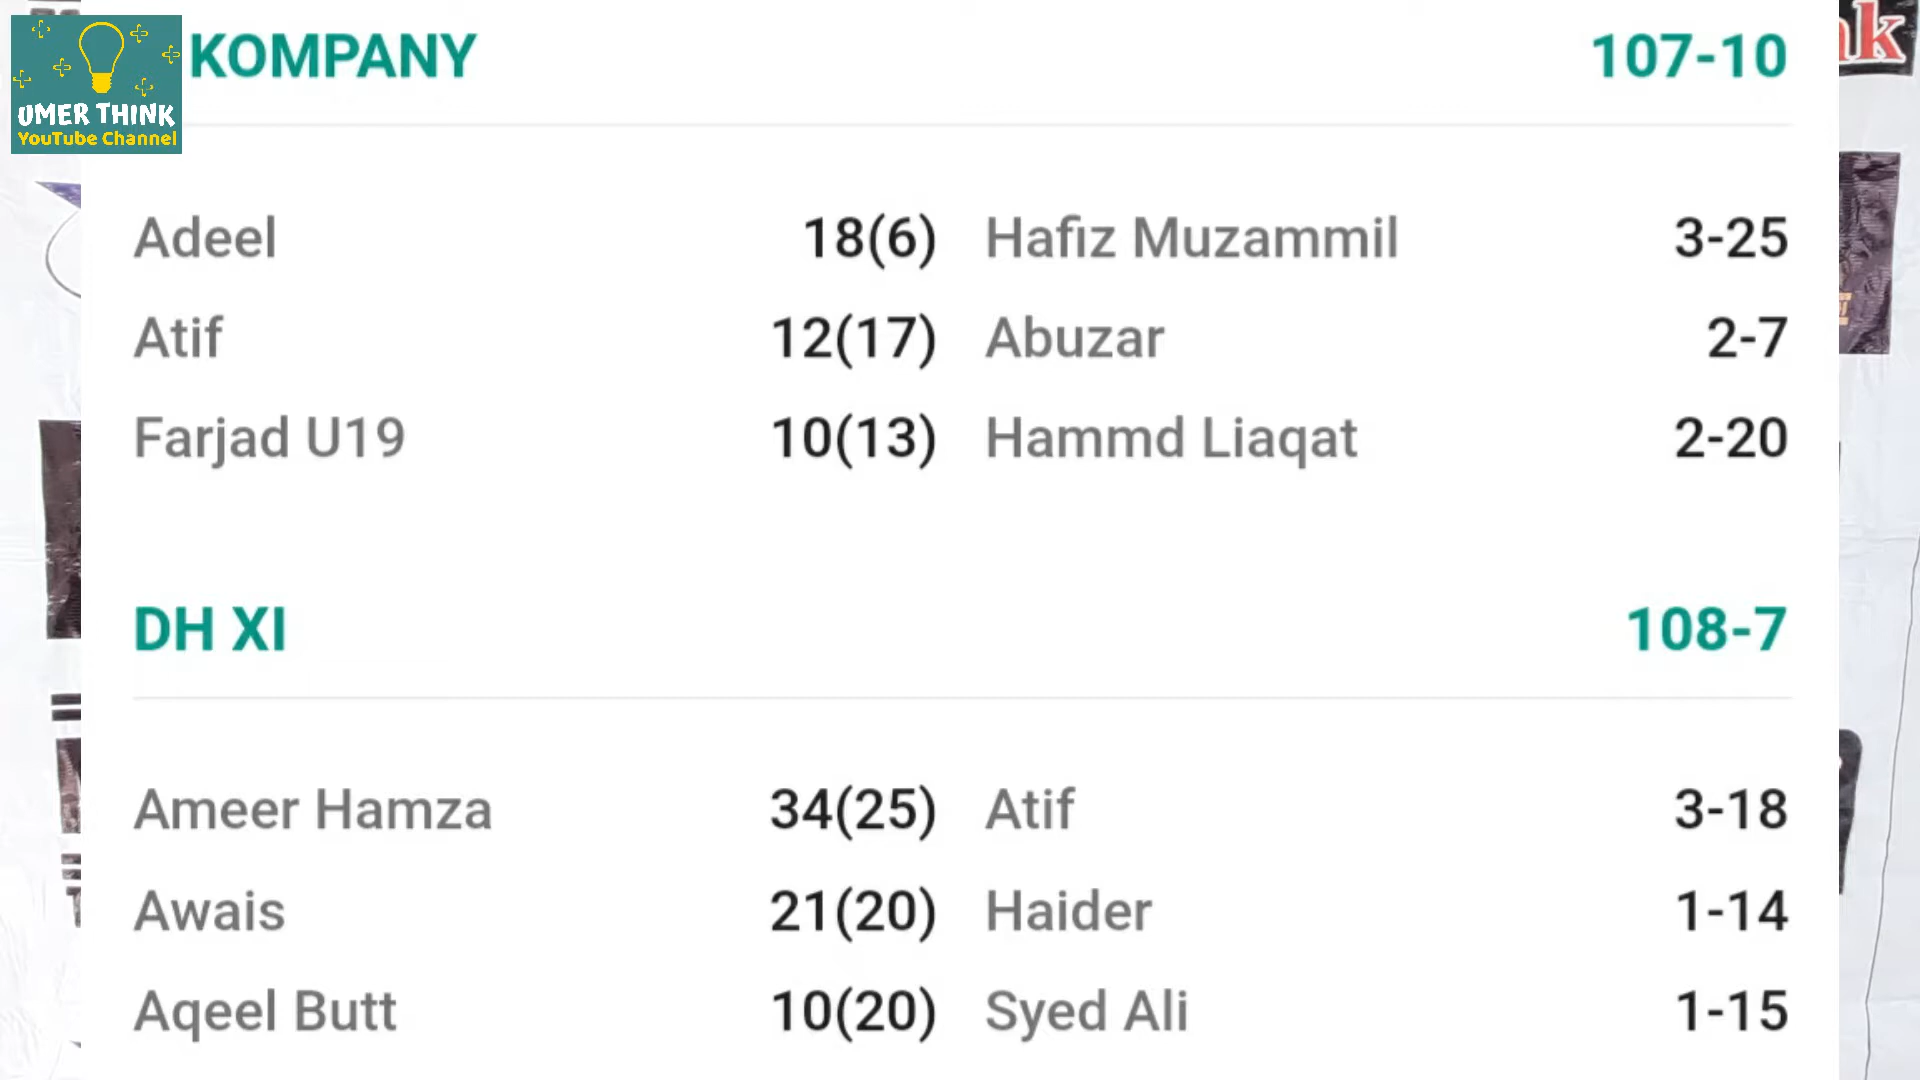 UMER THINK
YouTube Channel
KOMPANY 107-10
Adeel 18(6) Hafiz Muzammil 3-25
Atif 12(17) Abuzar 2-7
Farjad U19 10(13) Hammd Liaqat 2-20
DH XI 108-7
Ameer Hamza 34(25) Atif 3-18
Awais 21(20) Haider 1-14
Aqeel Butt 10(20) Syed Ali 1-15